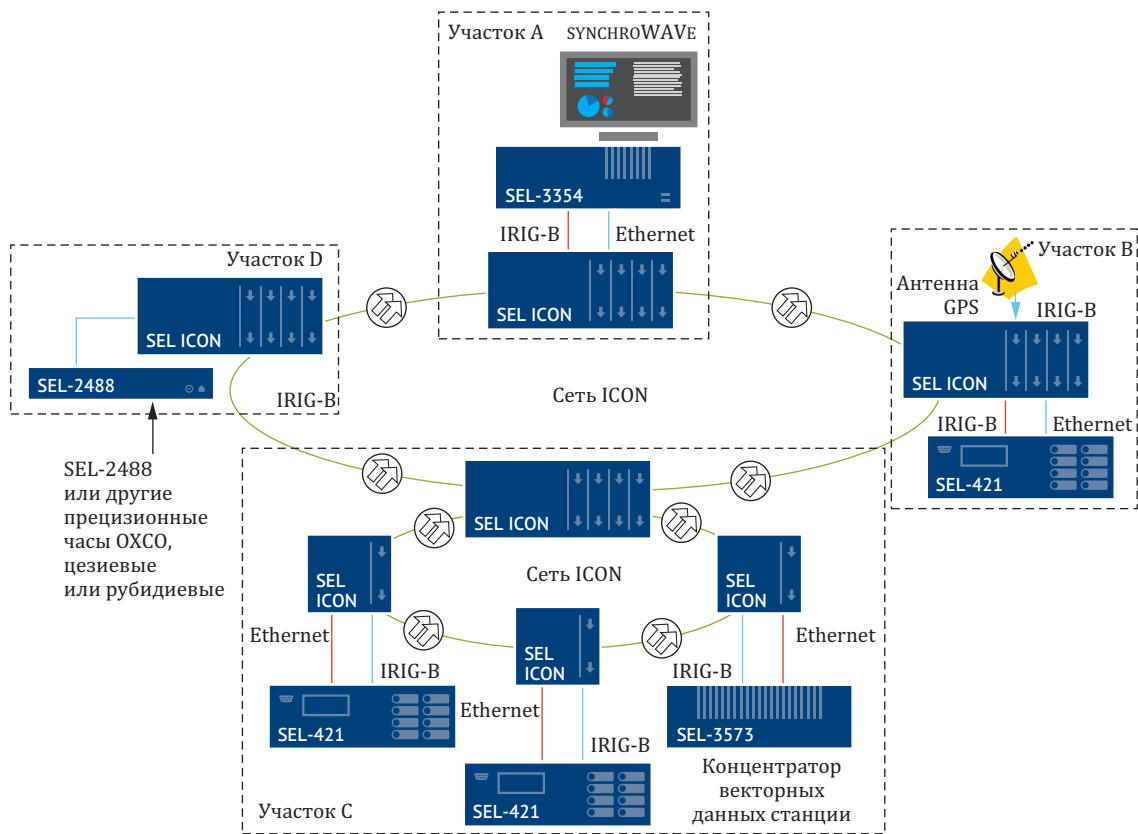 Участок A SYNCHROWAVE
SEL-3354
IRIG-B Ethernet
SEL ICON
Участок D
SEL ICON
SEL-2488
IRIG-B
SEL-2488
или другие
прецизионные
часы OXCO,
цезиевые
или рубидиевые
Участок B
Антенна
GPS
IRIG-B
SEL ICON
IRIG-B Ethernet
SEL-421
Сеть ICON
SEL ICON
Сеть ICON
SEL
ICON
SEL
ICON
SEL
ICON
Ethernet
IRIG-B
SEL-421
Ethernet
IRIG-B
SEL-421
Ethernet
IRIG-B
SEL-3573
Концентратор
векторных
данных станции
Участок C